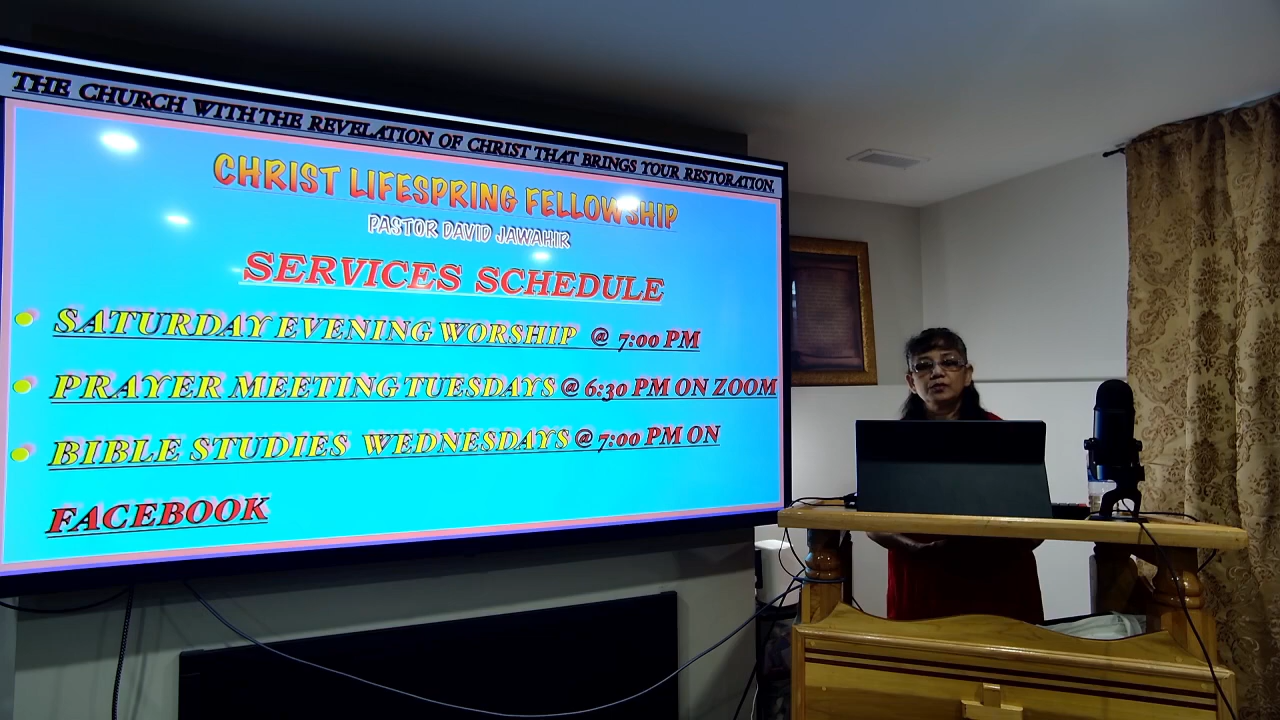 THE CHURCH WITH THE REVELATION OF CHRIST THAT BRINGS YOUR RESTORATION.
CHRIST LIFESPRING FELLOWSHIP
PASTOR DAVID JAWAHIR
SERVICES SCHEDULE
SATURDAY EVENING WORSHIP @ 7:00 PM
PRAYER MEETING TUESDAYS @ 6:30 PM ON ZOOM
BIBLE STUDIES WEDNESDAYS @ 7:00 PM ON
FACEBOOK